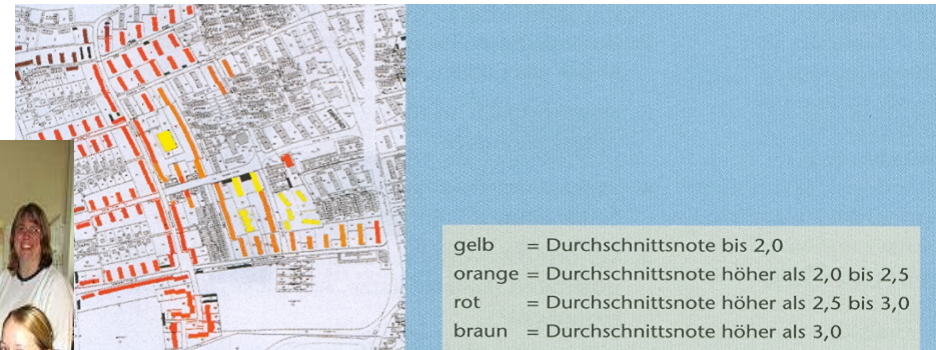 gelb = Durchschnittsnote bis 2,0
orange = Durchschnittsnote höher als 2,0 bis 2,5
rot = Durchschnittsnote höher als 2,5 bis 3,0
braun = Durchschnittsnote höher als 3,0